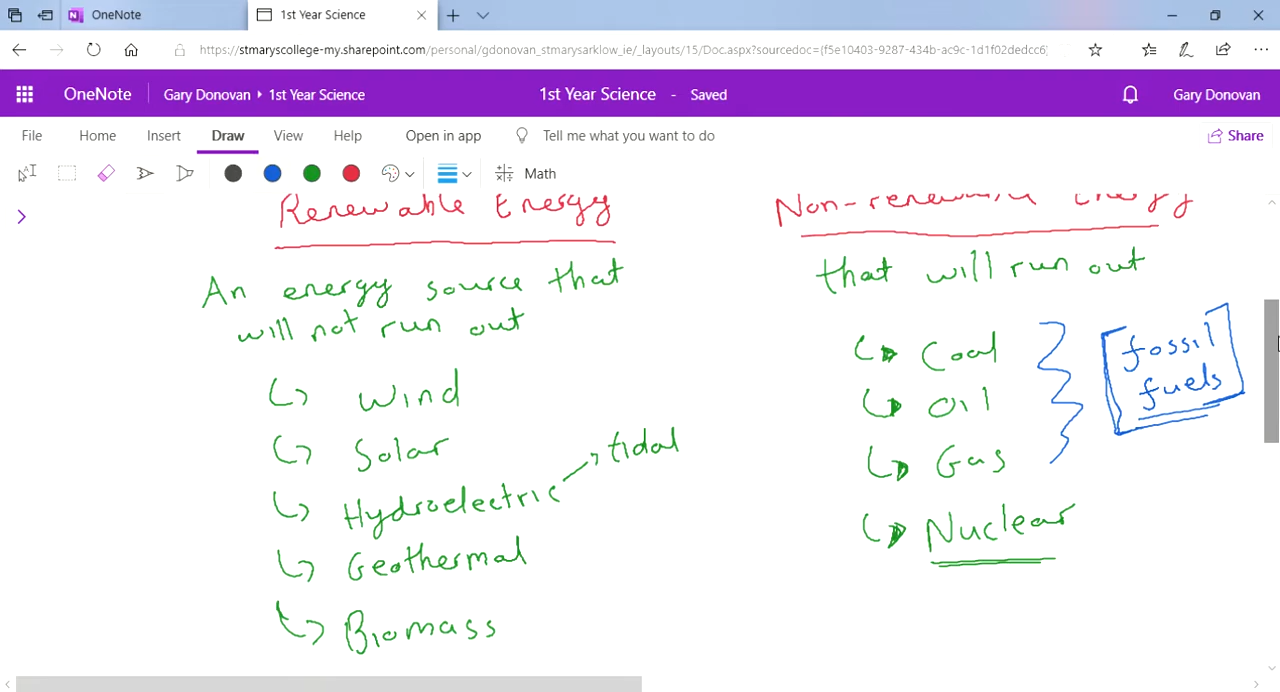 OneNote
1st Year Science
https://stmaryscollege-my.sharepoint.com/personal/gdonovan_stmarysarklow_ie/_layouts/15/Doc.aspx?sourcedoc={f5e10403-9287-434b-ac9c-1d1f02dedcc6}
OneNote
Gary Donovan ▸ 1st Year Science
1st Year Science - Saved
Gary Donovan
File Home Insert Draw View Help Open in app Tell me what you want to do Share
Math
Renewable Energy
An energy source that
will not run out
Wind
Solar
Hydroelectric
tidal
Geothermal
Biomass
Non-renewable Energy
that will run out
Coal
Oil
Gas
Nuclear
fossil
fuels